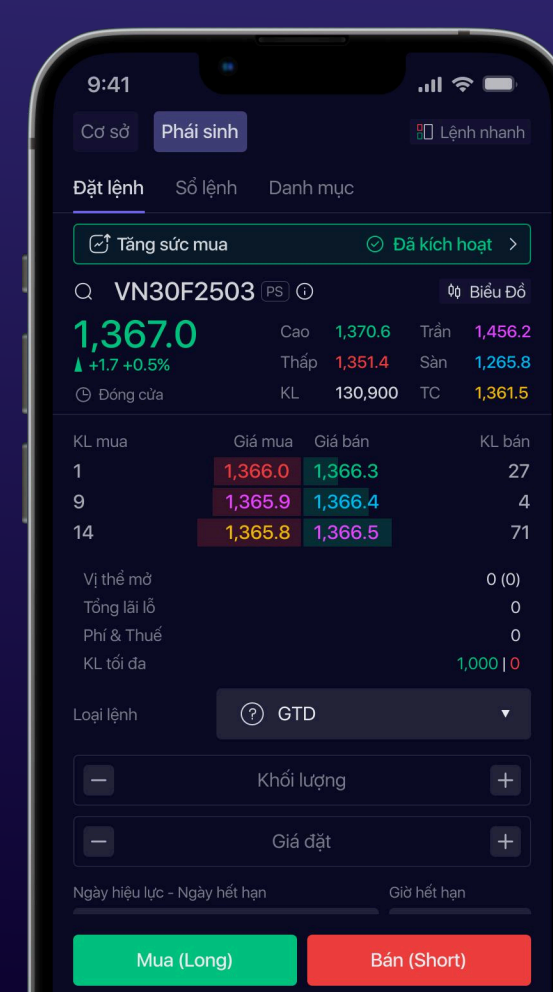 9:41
Cơ sở Phái sinh Lệnh nhanh
Đặt lệnh Sổ lệnh Danh mục
Tăng sức mua Đã kích hoạt
VN30F2503 PS Biểu Đồ
1,367.0 Cao 1,370.6 Trần 1,456.2
+1.7 +0.5% Thấp 1,351.4 Sàn 1,265.8
Đóng cửa KL 130,900 TC 1,361.5
KL mua Giá mua Giá bán KL bán
1 1,366.0 1,366.3 27
9 1,365.9 1,366.4 4
14 1,365.8 1,366.5 71
Vị thế mở 0 (0)
Tổng lãi lỗ 0
Phí & Thuế 0
KL tối đa 1,000 | 0
Loại lệnh GTD
Khối lượng
Giá đặt
Ngày hiệu lực - Ngày hết hạn Giờ hết hạn
Mua (Long) Bán (Short)